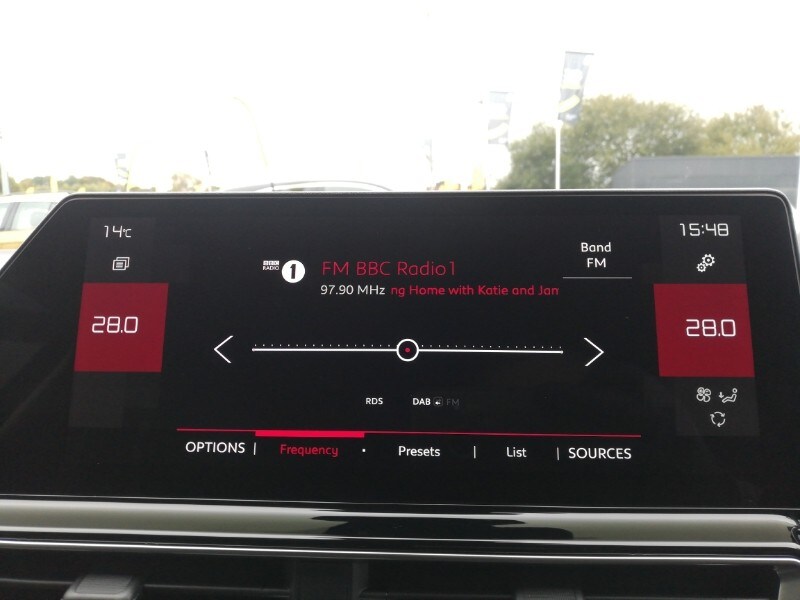 14°C
15:48
BBC
RADIO 1
FM BBC Radio 1
Band
FM
97.90 MHz ng Home with Katie and Jam
28.0
28.0
RDS DAB FM
OPTIONS | Frequency · Presets | List | SOURCES